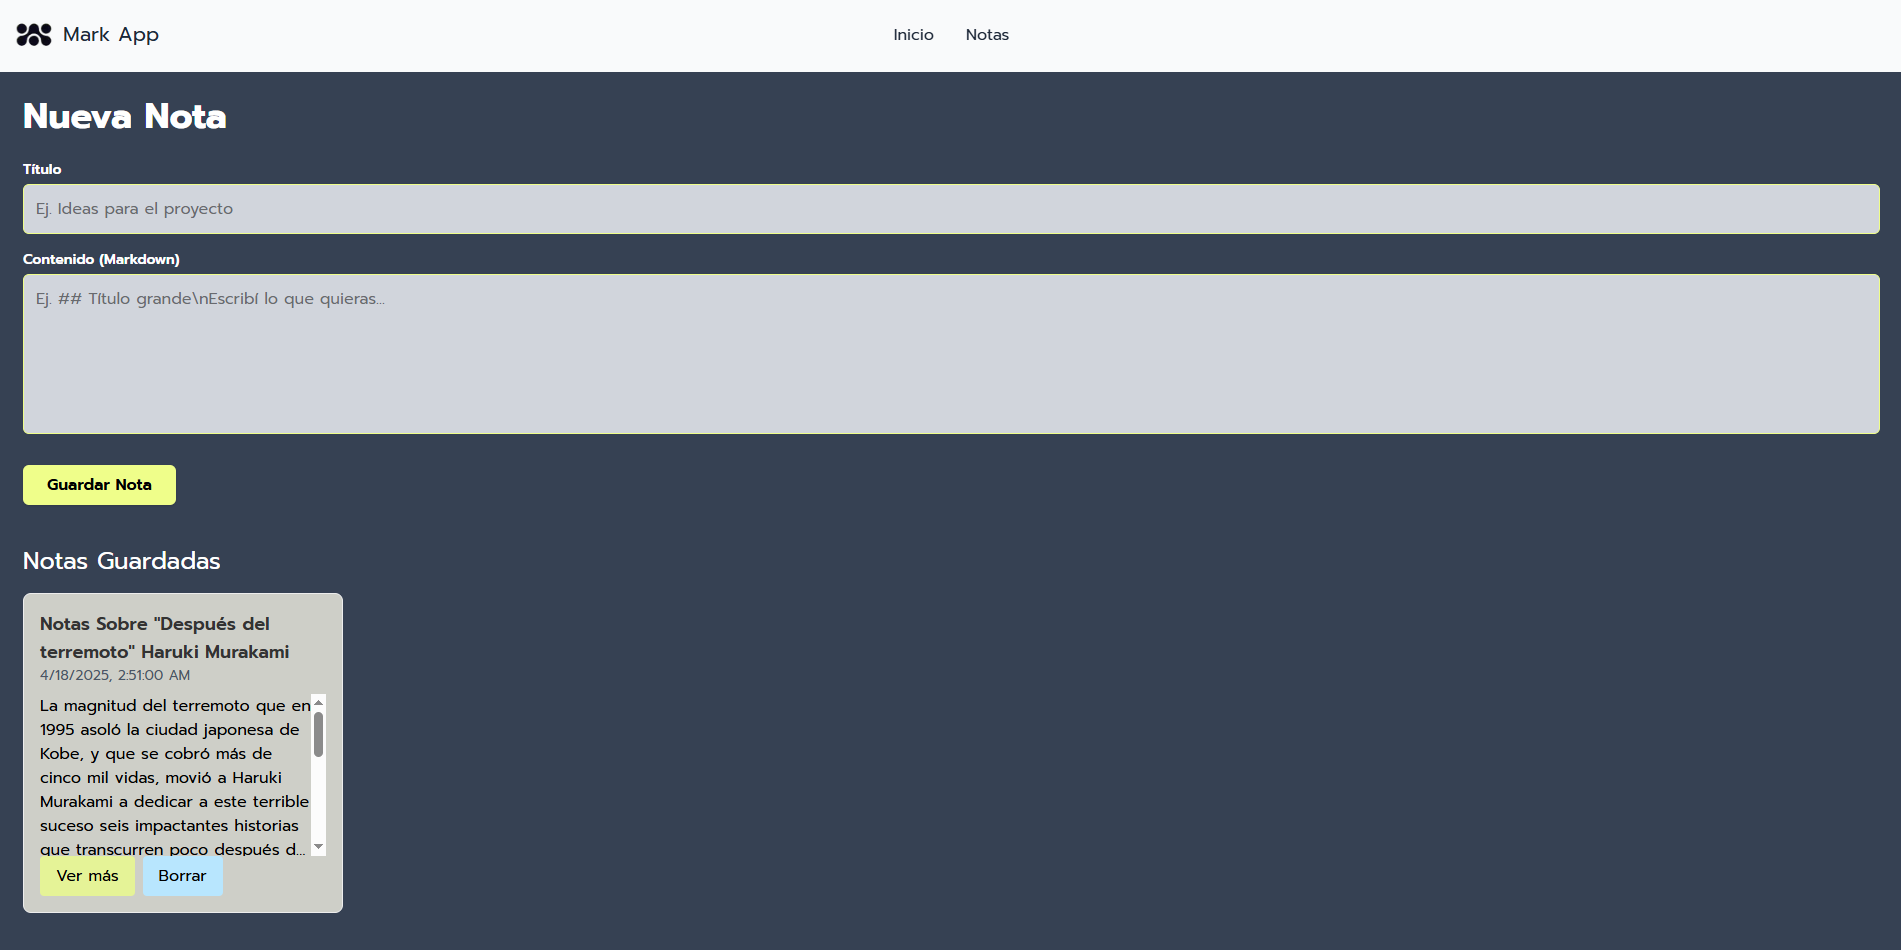 Mark App
Inicio
Notas
Nueva Nota
Título
Ej. Ideas para el proyecto
Contenido (Markdown)
Ej. ## Título grande\nEscribí lo que quieras...
Guardar Nota
Notas Guardadas
Notas Sobre "Después del
terremoto" Haruki Murakami
4/18/2025, 2:51:00 AM
La magnitud del terremoto que en
1995 asoló la ciudad japonesa de
Kobe, y que se cobró más de
cinco mil vidas, movió a Haruki
Murakami a dedicar a este terrible
suceso seis impactantes historias
que transcurren poco después d...
Ver más
Borrar